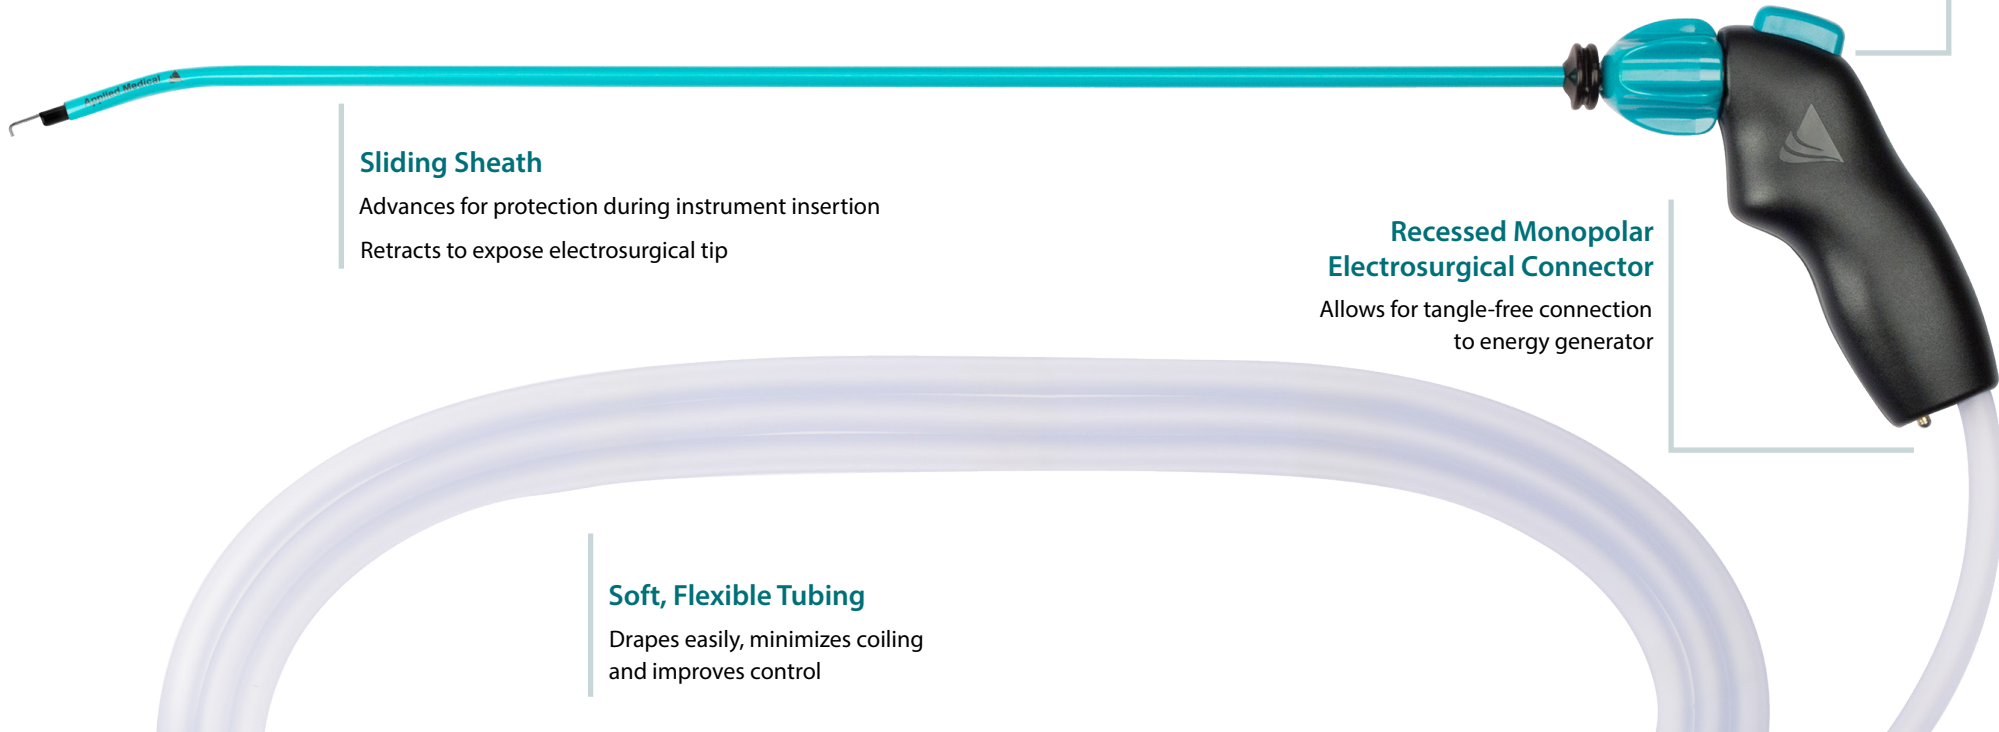 Applied Medical
Sliding Sheath
Advances for protection during instrument insertion
Retracts to expose electrosurgical tip
Recessed Monopolar
Electrosurgical Connector
Allows for tangle-free connection
to energy generator
Soft, Flexible Tubing
Drapes easily, minimizes coiling
and improves control